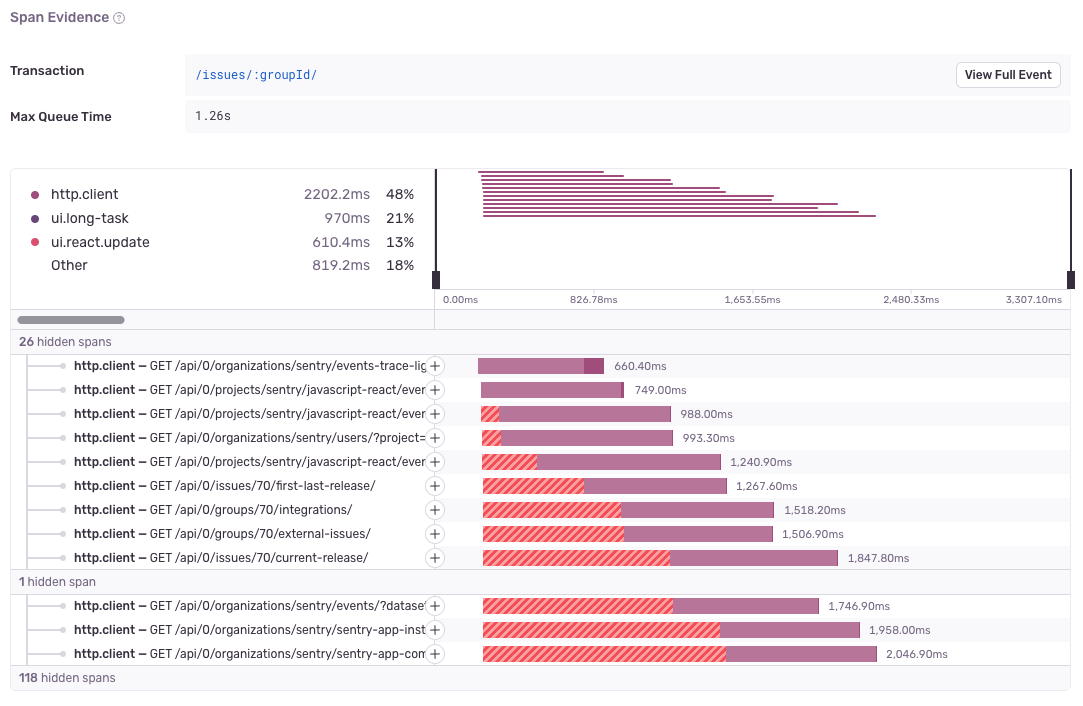 Span Evidence ?
Transaction /issues/:groupId/ View Full Event
Max Queue Time 1.26s
http.client 2202.2ms 48%
ui.long-task 970ms 21%
ui.react.update 610.4ms 13%
Other 819.2ms 18%
0.00ms 826.78ms 1,653.55ms 2,480.33ms 3,307.10ms
26 hidden spans
http.client — GET /api/0/organizations/sentry/events-trace-lig 660.40ms
http.client — GET /api/0/projects/sentry/javascript-react/ever 749.00ms
http.client — GET /api/0/projects/sentry/javascript-react/ever 988.00ms
http.client — GET /api/0/organizations/sentry/users/?project= 993.30ms
http.client — GET /api/0/projects/sentry/javascript-react/ever 1,240.90ms
http.client — GET /api/0/issues/70/first-last-release/ 1,267.60ms
http.client — GET /api/0/groups/70/integrations/ 1,518.20ms
http.client — GET /api/0/groups/70/external-issues/ 1,506.90ms
http.client — GET /api/0/issues/70/current-release/ 1,847.80ms
1 hidden span
http.client — GET /api/0/organizations/sentry/events/?dataset 1,746.90ms
http.client — GET /api/0/organizations/sentry/sentry-app-inst 1,958.00ms
http.client — GET /api/0/organizations/sentry/sentry-app-com 2,046.90ms
118 hidden spans